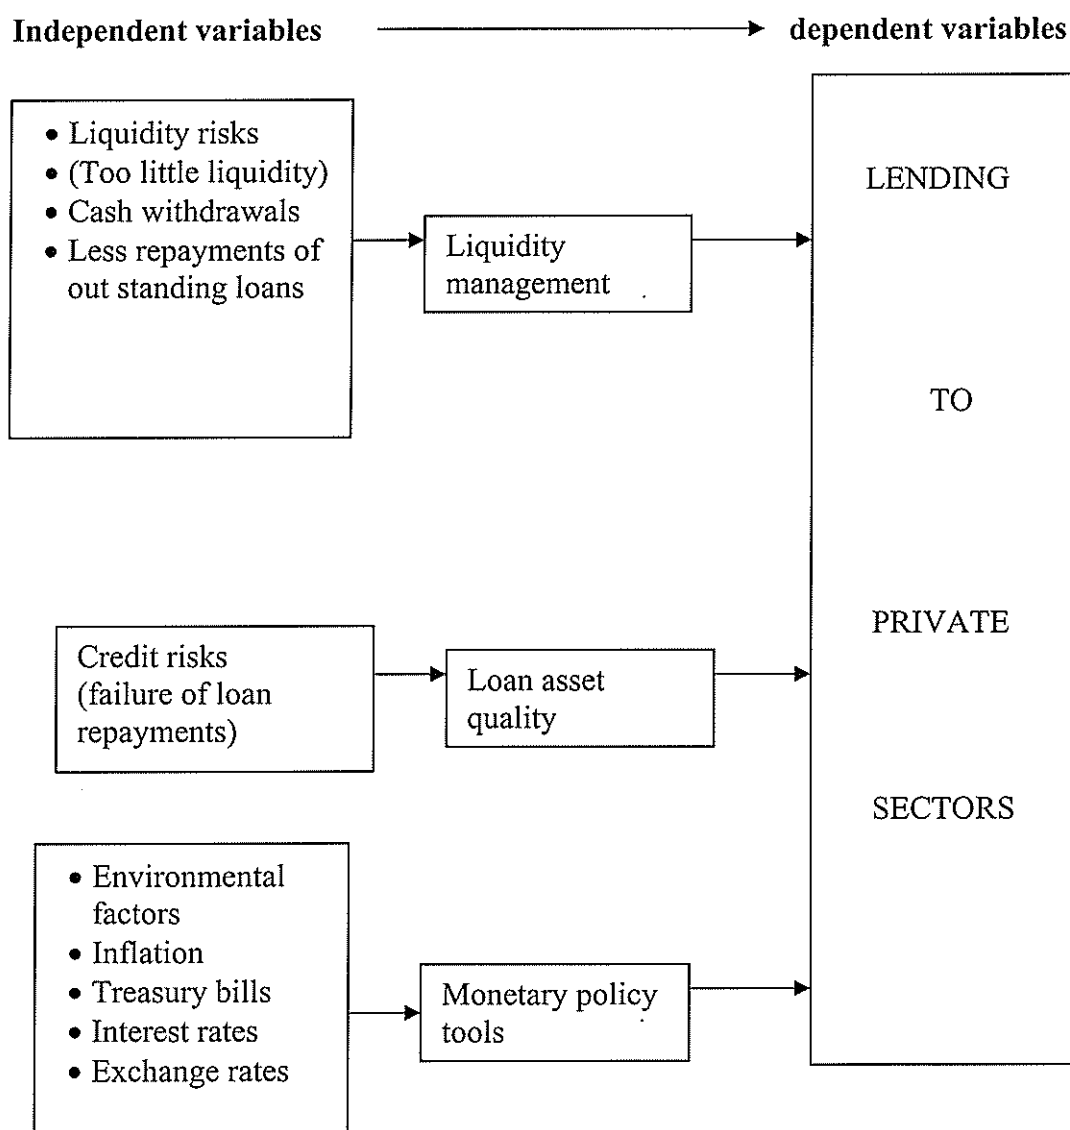 Independent variables dependent variables
• Liquidity risks
• (Too little liquidity)
• Cash withdrawals
• Less repayments of
out standing loans
Liquidity
management
LENDING
TO
PRIVATE
SECTORS
Credit risks
(failure of loan
repayments)
Loan asset
quality
• Environmental
factors
• Inflation
• Treasury bills
• Interest rates
• Exchange rates
Monetary policy
tools